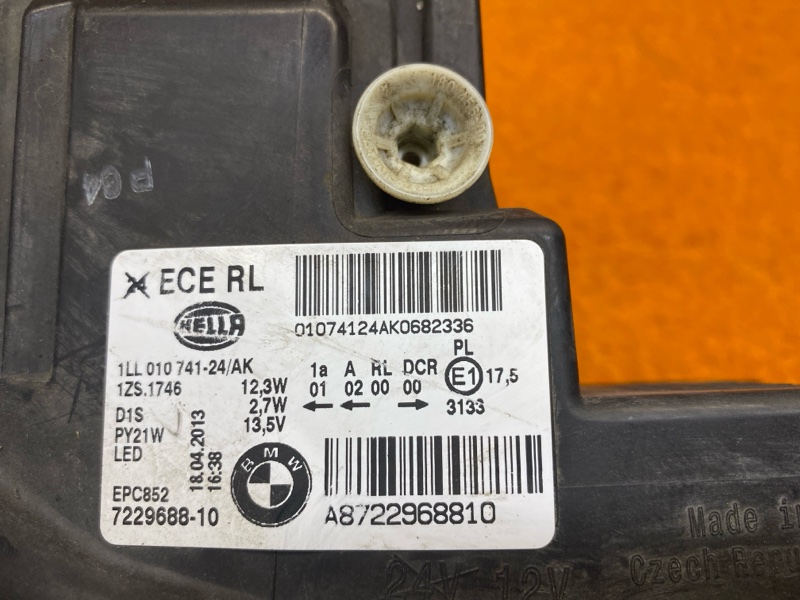 P04
ECE RL
HELLA
01074124AK0682336
1LL 010 741-24/AK
1ZS.1746 12,3W
D1S 2,7W
PY21W 13,5V
LED
18.04.2013
16:38
1a A RL DCR PL
01 02 00 00 E1 17,5
← ← → 3133
BMW
EPC852
7229688-10
A8722968810
Made in
Czech Repu
24V 12V